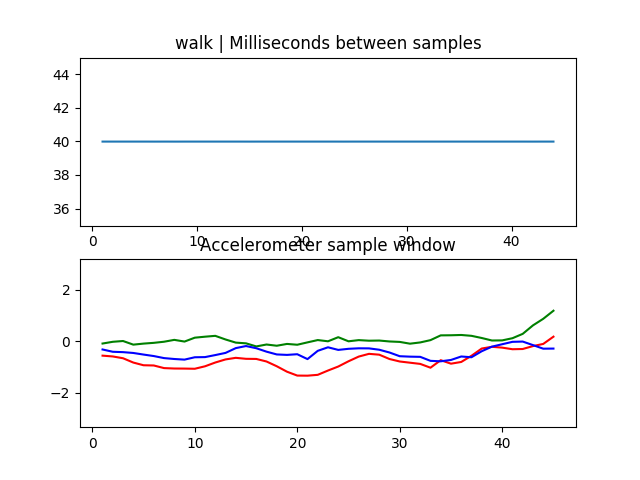 walk | Milliseconds between samples
44
42
40
38
36
0 10 20 30 40
Accelerometer sample window
2
0
−2
0 10 20 30 40